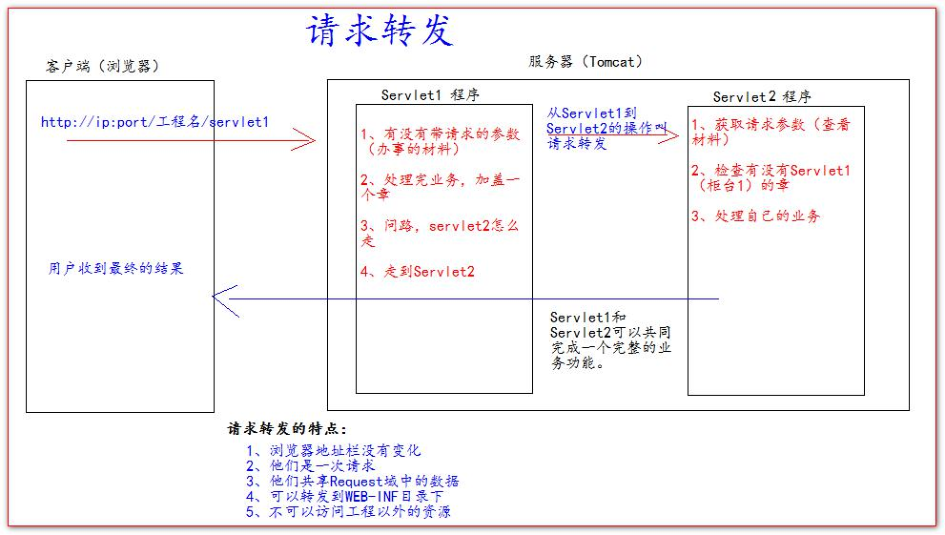 请求转发
客户端（浏览器）
服务器（Tomcat）
http://ip:port/工程名/servlet1
用户收到最终的结果
Servlet1 程序
1、有没有带请求的参数
（办事的材料）
2、处理完业务，加盖一
个章
3、问路，servlet2怎么
走
4、走到Servlet2
从Servlet1到
Servlet2的操作叫
请求转发
Servlet2 程序
1、获取请求参数（查看
材料）
2、检查有没有Servlet1
（柜台1）的章
3、处理自己的业务
Servlet1和
Servlet2可以共同
完成一个完整的业
务功能。
请求转发的特点：
1、浏览器地址栏没有变化
2、他们是一次请求
3、他们共享Request域中的数据
4、可以转发到WEB-INF目录下
5、不可以访问工程以外的资源